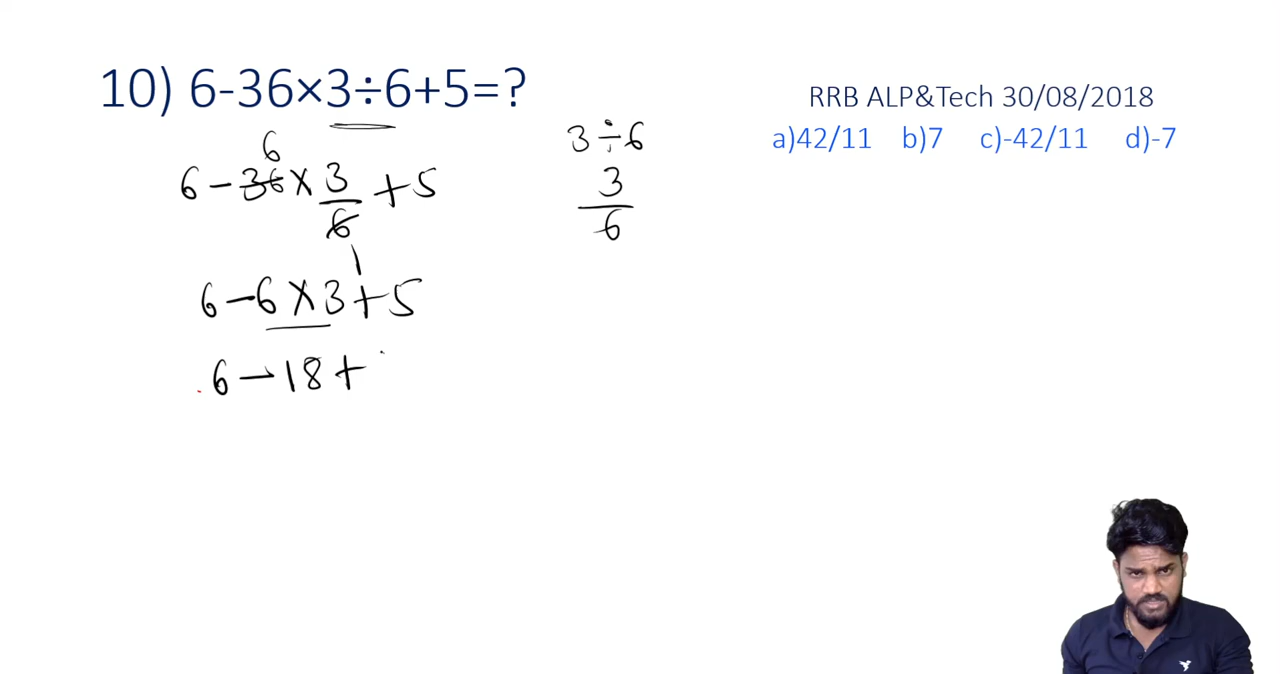 10) 6-36×3÷6+5=?
RRB ALP&Tech 30/08/2018
a)42/11 b)7 c)-42/11 d)-7
6
6 - 36 × 3/6 + 5
1
6 - 6 × 3 + 5
6 - 18 +
3 ÷ 6
3
6